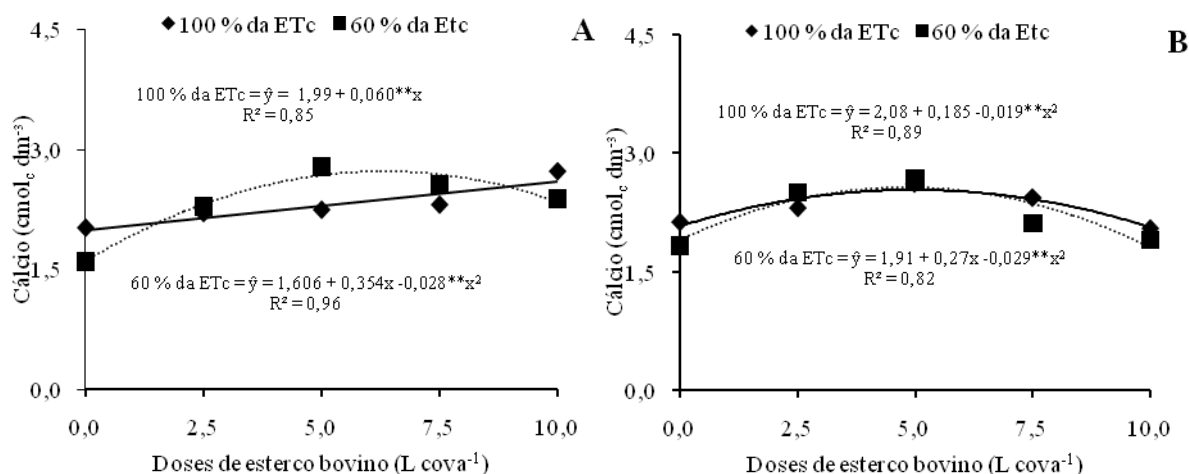 ◆ 100 % da ETc ■ 60 % da Etc
A
4,5
3,0
1,5
0,0
Cálcio (cmolc dm⁻³)
100 % da ETc = ŷ = 1,99 + 0,060**x
R² = 0,85
60 % da ETc = ŷ = 1,606 + 0,354x -0,028**x²
R² = 0,96
0,0 2,5 5,0 7,5 10,0
Doses de esterco bovino (L cova⁻¹)
◆ 100 % da ETc ■ 60 % da ETc
B
4,5
3,0
1,5
0,0
Cálcio (cmolc dm⁻³)
100 % da ETc = ŷ = 2,08 + 0,185 -0,019**x²
R² = 0,89
60 % da ETc = ŷ = 1,91 + 0,27x -0,029**x²
R² = 0,82
0,0 2,5 5,0 7,5 10,0
Doses de esterco bovino (L cova⁻¹)